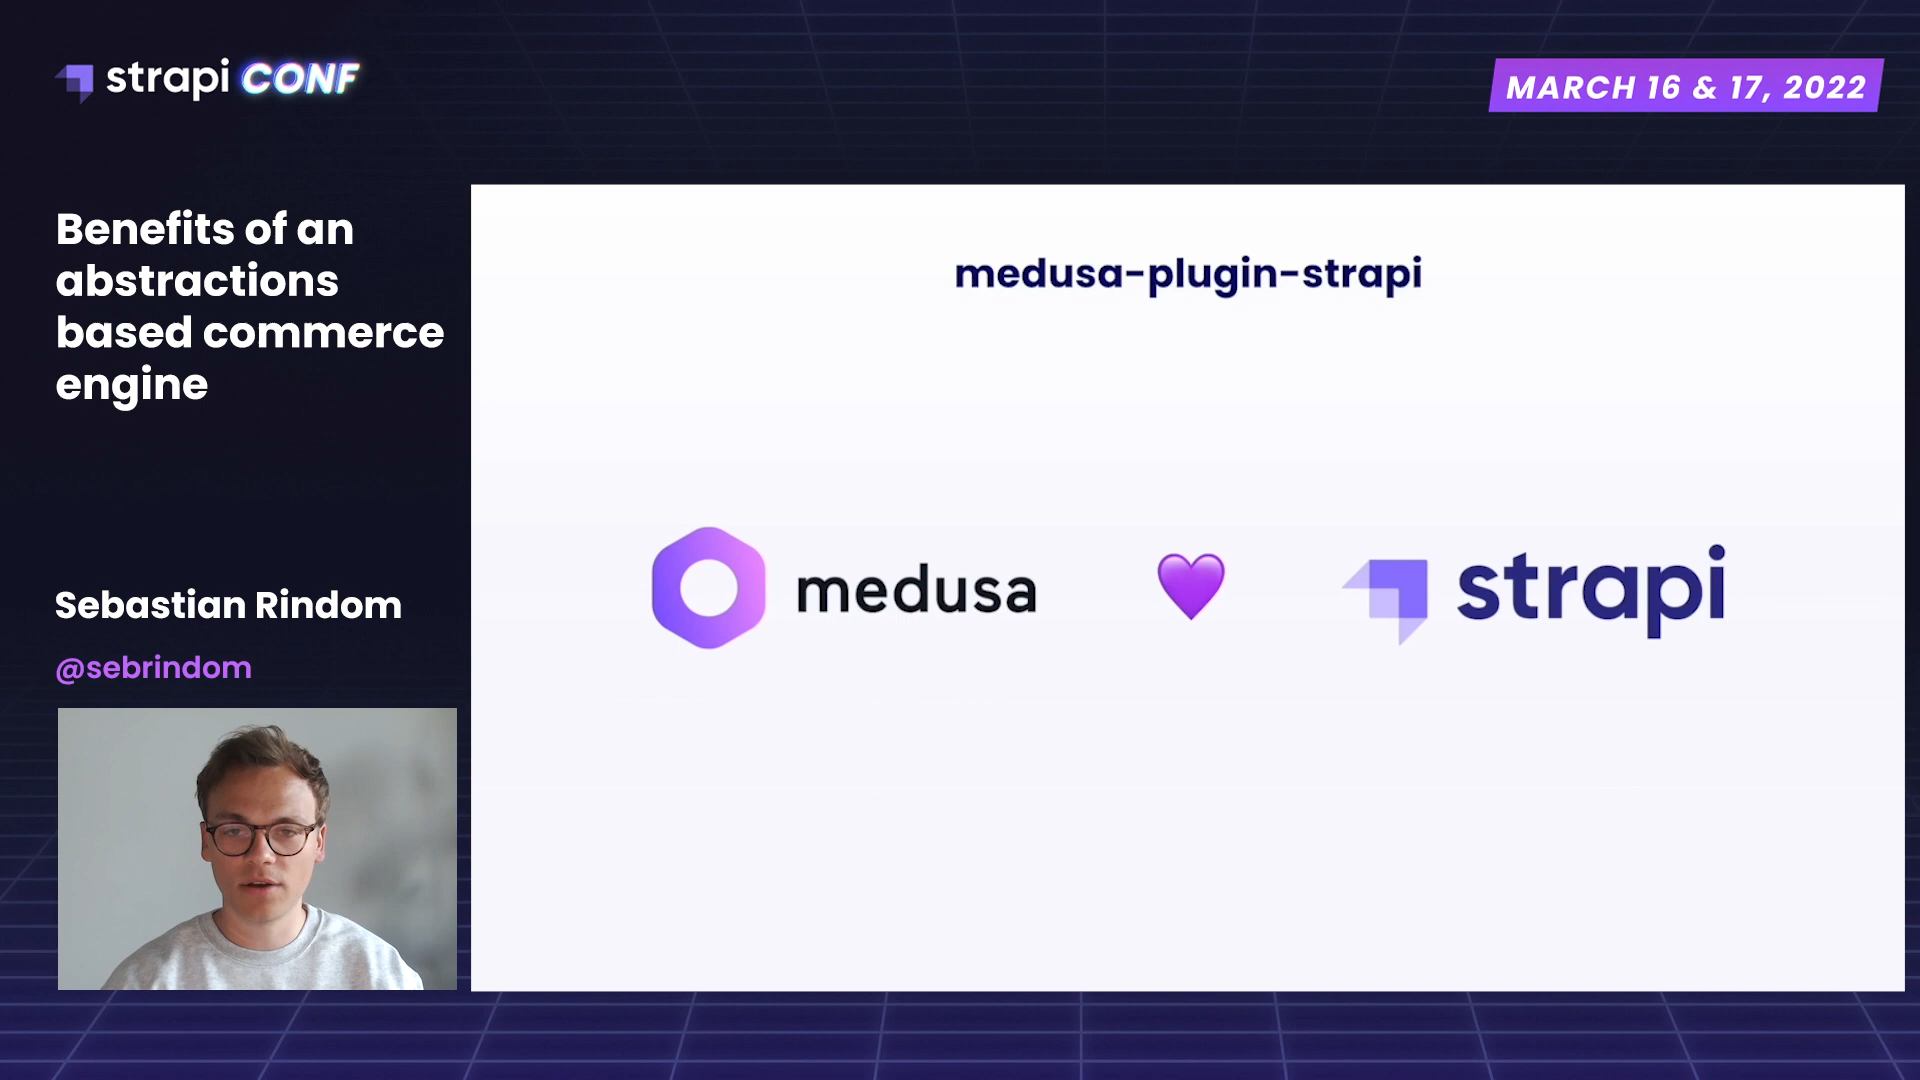 strapi CONF
MARCH 16 & 17, 2022
Benefits of an
abstractions
based commerce
engine
Sebastian Rindom
@sebrindom
medusa-plugin-strapi
medusa
strapi